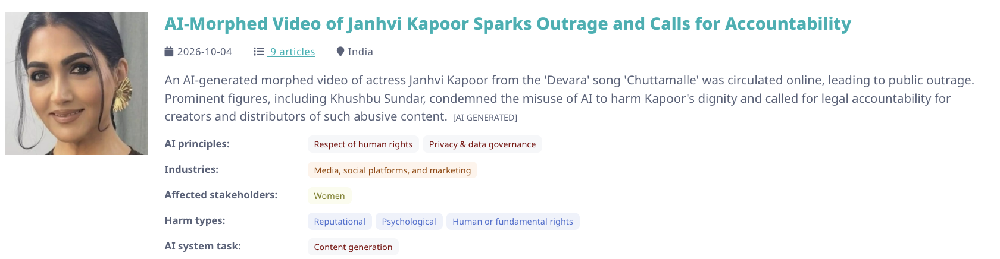 AI-Morphed Video of Janhvi Kapoor Sparks Outrage and Calls for Accountability
2026-10-04 9 articles India
An AI-generated morphed video of actress Janhvi Kapoor from the 'Devara' song 'Chuttamalle' was circulated online, leading to public outrage.
Prominent figures, including Khushbu Sundar, condemned the misuse of AI to harm Kapoor's dignity and called for legal accountability for
creators and distributors of such abusive content. [AI GENERATED]
AI principles: Respect of human rights Privacy & data governance
Industries: Media, social platforms, and marketing
Affected stakeholders: Women
Harm types: Reputational Psychological Human or fundamental rights
AI system task: Content generation